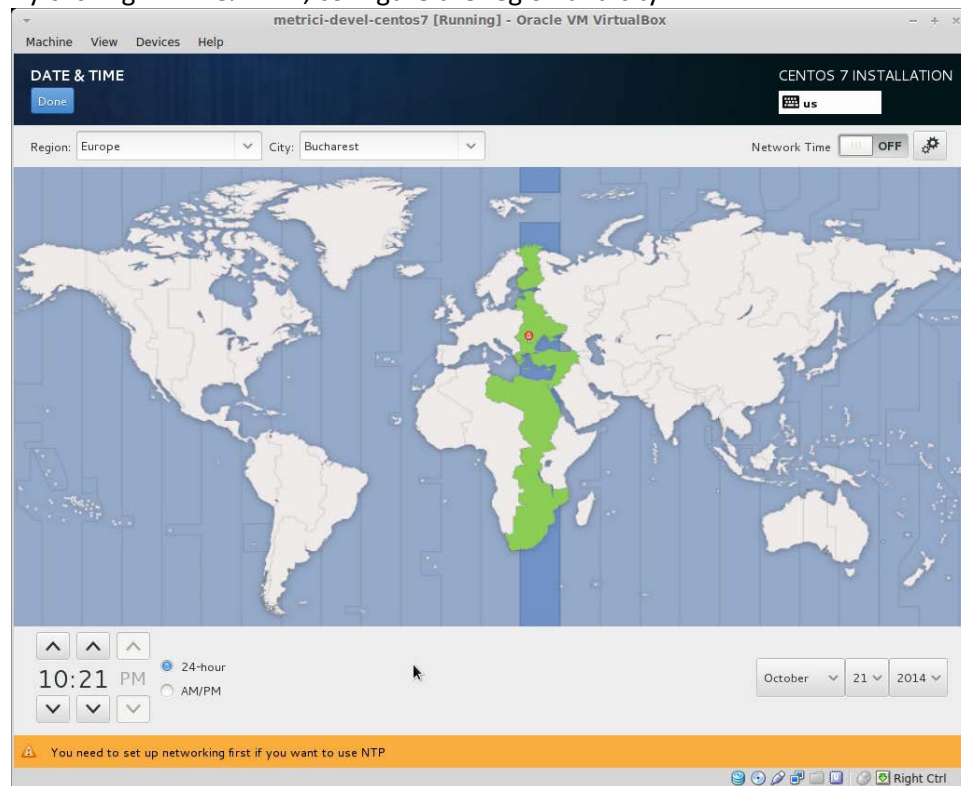 metrici-devel-centos7 [Running] - Oracle VM VirtualBox
Machine View Devices Help
DATE & TIME
CENTOS 7 INSTALLATION
Done
us
Region: Europe City: Bucharest Network Time OFF
10:21 PM
24-hour
AM/PM
October 21 2014
You need to set up networking first if you want to use NTP
Right Ctrl